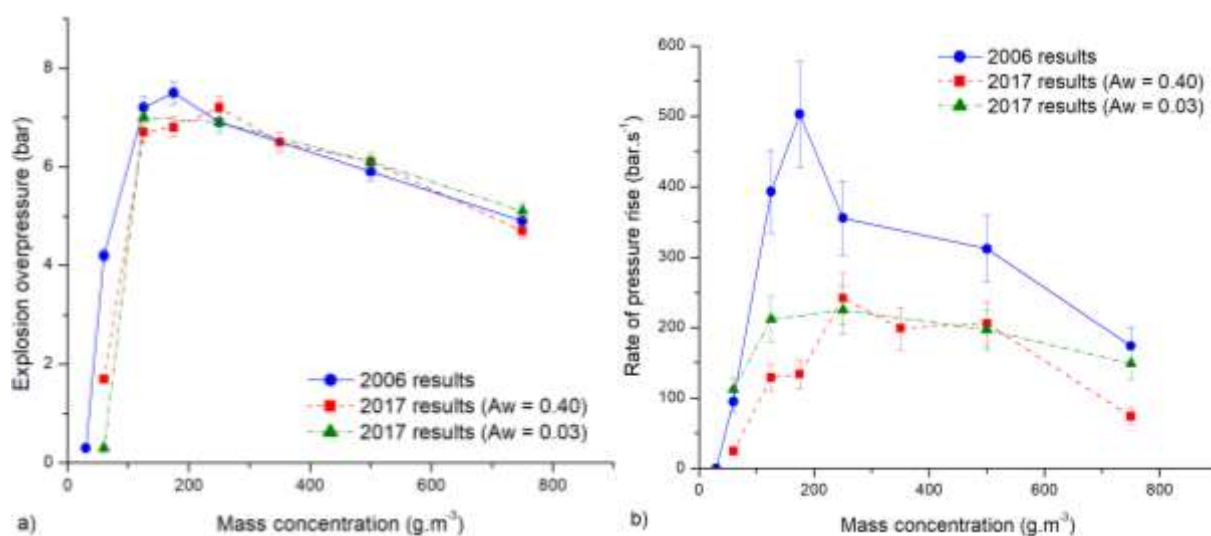 Explosion overpressure (bar)
8
6
4
2
0
2006 results
2017 results (Aw = 0.40)
2017 results (Aw = 0.03)
0 200 400 600 800
a) Mass concentration (g.m⁻³)
Rate of pressure rise (bar.s⁻¹)
600
500
400
300
200
100
0
2006 results
2017 results (Aw = 0.40)
2017 results (Aw = 0.03)
0 200 400 600 800
b) Mass concentration (g.m⁻³)